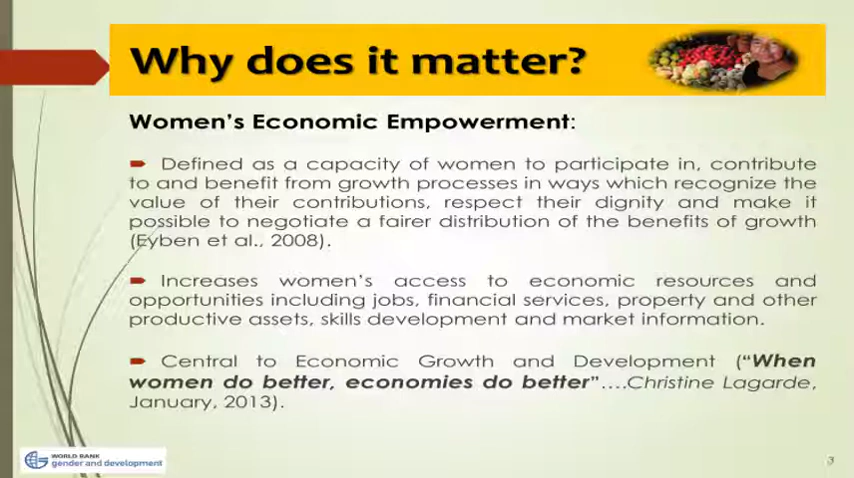 Why does it matter?
Women's Economic Empowerment:
Defined as a capacity of women to participate in, contribute
to and benefit from growth processes in ways which recognize the
value of their contributions, respect their dignity and make it
possible to negotiate a fairer distribution of the benefits of growth
(Eyben et al., 2008).
Increases women's access to economic resources and
opportunities including jobs, financial services, property and other
productive assets, skills development and market information.
Central to Economic Growth and Development (“When
women do better, economies do better”....Christine Lagarde,
January, 2013).
WORLD BANK
gender and development
3